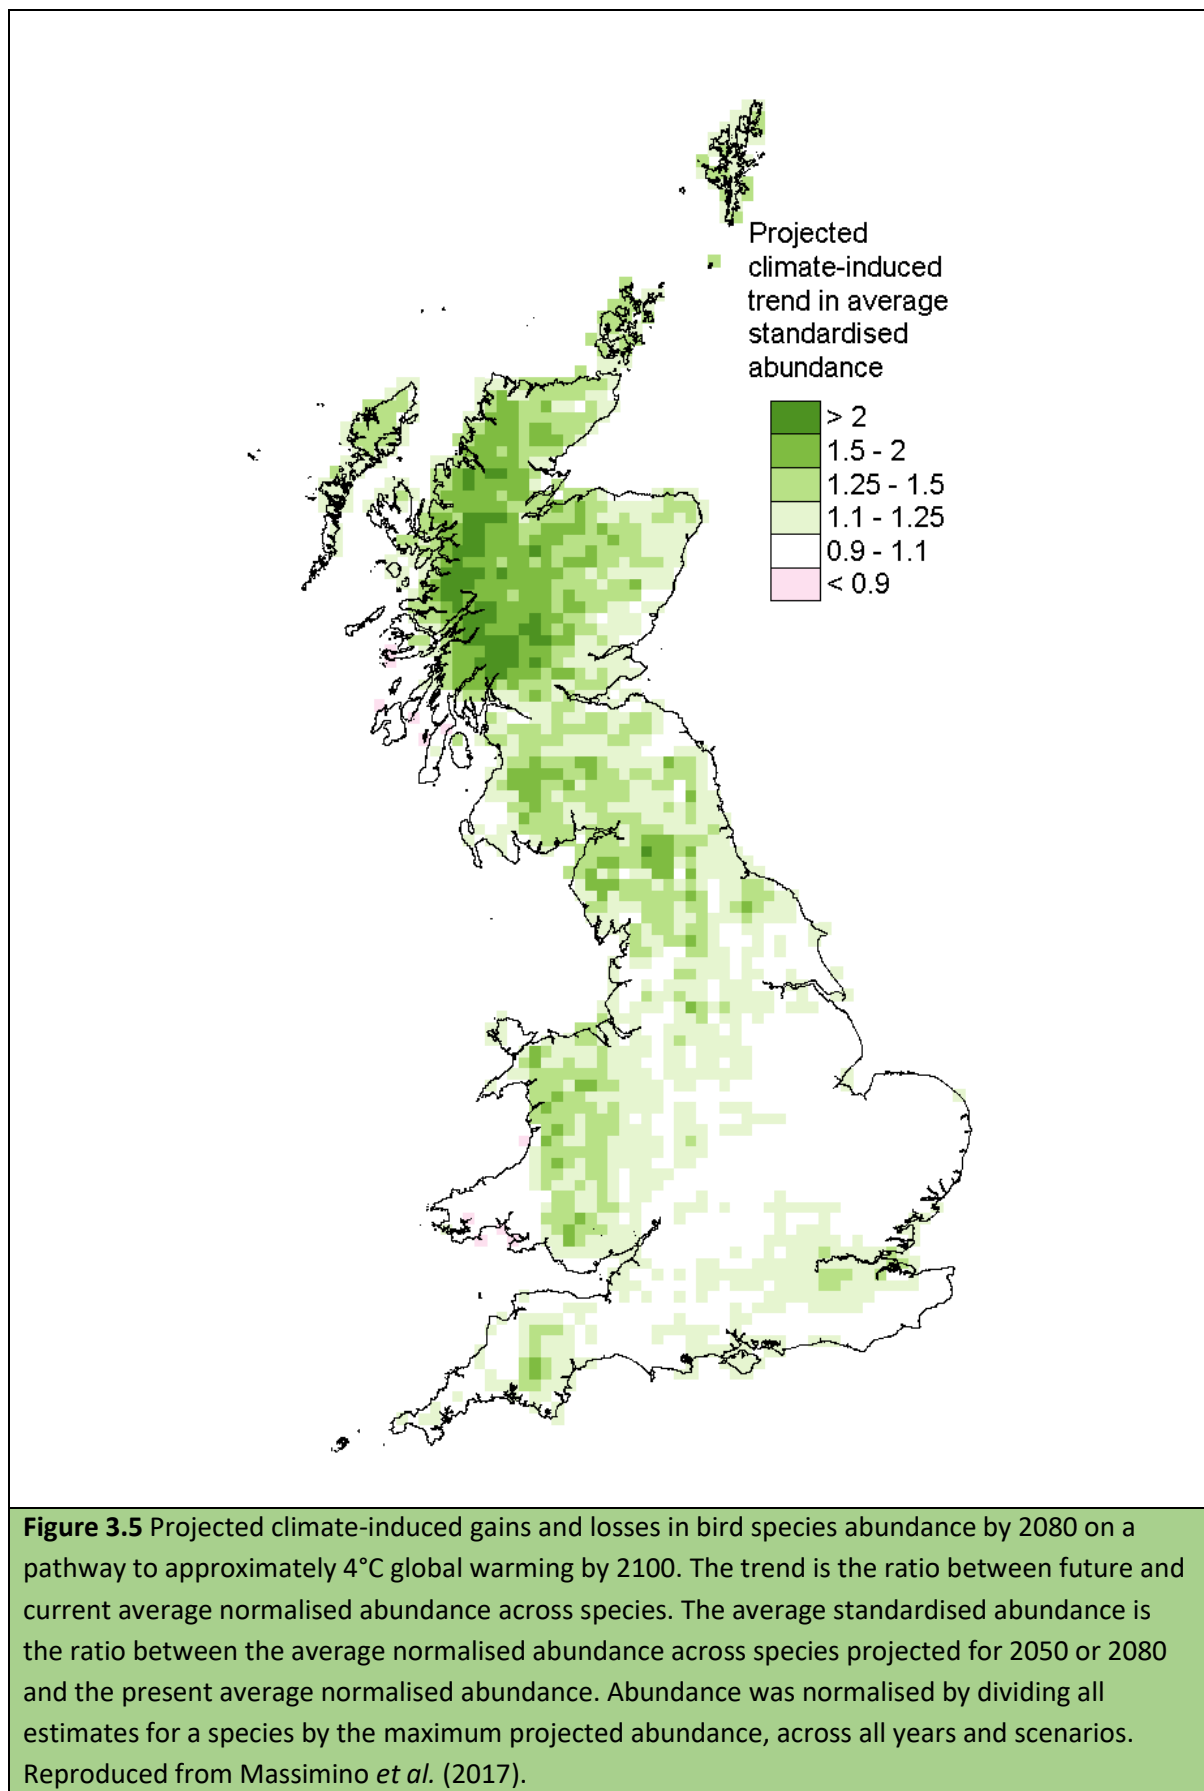 Projected
climate-induced
trend in average
standardised
abundance
> 2
1.5 - 2
1.25 - 1.5
1.1 - 1.25
0.9 - 1.1
< 0.9
Figure 3.5 Projected climate-induced gains and losses in bird species abundance by 2080 on a
pathway to approximately 4°C global warming by 2100. The trend is the ratio between future and
current average normalised abundance across species. The average standardised abundance is
the ratio between the average normalised abundance across species projected for 2050 or 2080
and the present average normalised abundance. Abundance was normalised by dividing all
estimates for a species by the maximum projected abundance, across all years and scenarios.
Reproduced from Massimino et al. (2017).